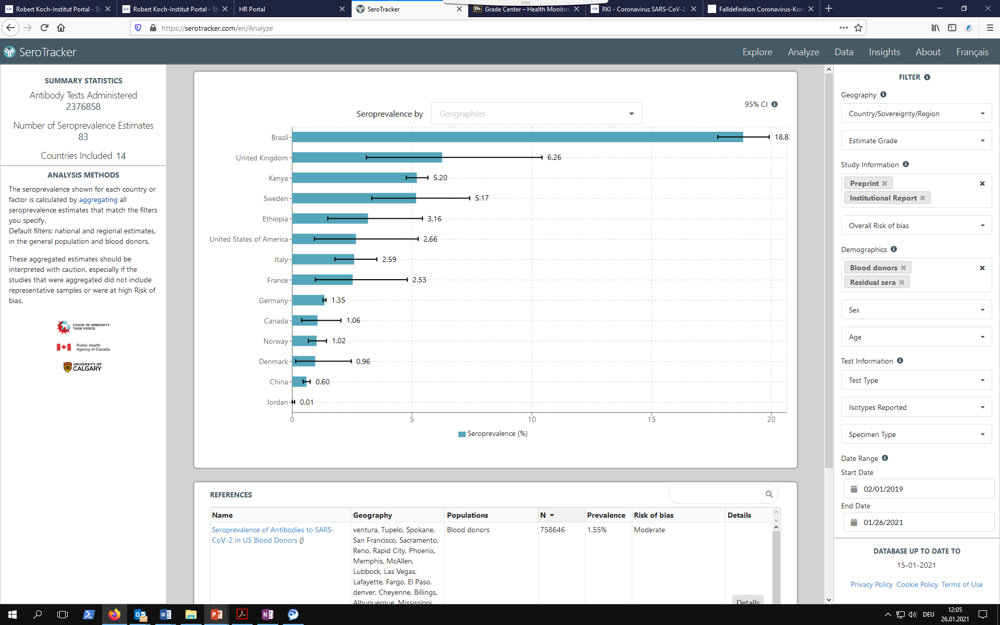 Robert Koch-Institut Portal - St
Robert Koch-Institut Portal - St
HR Portal
SeroTracker
Bb Grade Center – Health Monitor
RKI - Coronavirus SARS-CoV-2
Falldefinition Coronavirus-Kran
https://serotracker.com/en/Analyze
SeroTracker
Explore
Analyze
Data
Insights
About
Français
SUMMARY STATISTICS
Antibody Tests Administered
2376858
Number of Seroprevalence Estimates
83
Countries Included 14
ANALYSIS METHODS
The seroprevalence shown for each country or
factor is calculated by aggregating all
seroprevalence estimates that match the filters
you specify.
Default filters: national and regional estimates,
in the general population and blood donors.
These aggregated estimates should be
interpreted with caution, especially if the
studies that were aggregated did not include
representative samples or were at high Risk of
bias.
COVID-19 IMMUNITY
TASK FORCE
Public Health
Agency of Canada
UNIVERSITY OF
CALGARY
95% CI
Seroprevalence by Geographies
Brazil 18.8
United Kingdom 6.26
Kenya 5.20
Sweden 5.17
Ethiopia 3.16
United States of America 2.66
Italy 2.59
France 2.53
Germany 1.35
Canada 1.06
Norway 1.02
Denmark 0.96
China 0.60
Jordan 0.01
0 5 10 15 20
Seroprevalence (%)
REFERENCES
Name Geography Populations N Prevalence Risk of bias Details
Seroprevalence of Antibodies to SARS-
CoV-2 in US Blood Donors ()
ventura, Tupelo, Spokane,
San Francisco, Sacramento,
Reno, Rapid City, Phoenix,
Memphis, McAllen,
Lubbock, Las Vegas,
Lafayette, Fargo, El Paso,
denver, Cheyenne, Billings,
Albuquerque, Mississippi
Blood donors
758646
1.55%
Moderate
Details
FILTER
Geography
Country/Sovereignty/Region
Estimate Grade
Study Information
Preprint
Institutional Report
Overall Risk of bias
Demographics
Blood donors
Residual sera
Sex
Age
Test Information
Test Type
Isotypes Reported
Specimen Type
Date Range
Start Date
02/01/2019
End Date
01/26/2021
DATABASE UP TO DATE TO
15-01-2021
Privacy Policy Cookie Policy Terms of Use
DEU
12:05
26.01.2021